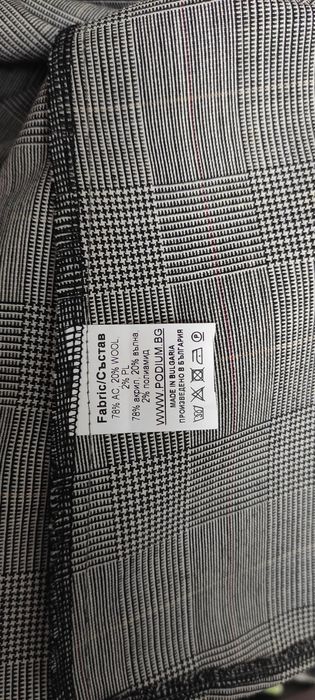 Fabric/Състав
78% AC, 20% WOOL
2% PL
78% акрил, 20% вълна,
2% полиамид
WWW.PODIUM.BG
MADE IN BULGARIA
ПРОИЗВЕДЕНО В БЪЛГАРИЯ